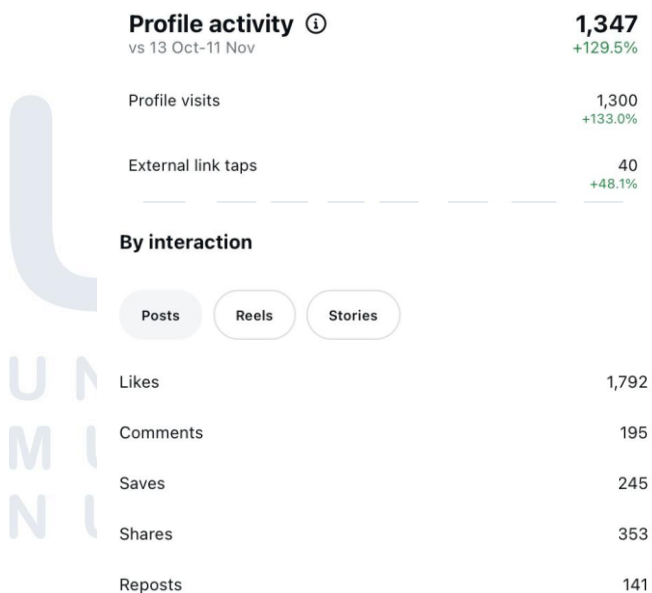 Profile activity
1,347
vs 13 Oct-11 Nov
+129.5%
Profile visits
1,300
+133.0%
External link taps
40
+48.1%
By interaction
Posts Reels Stories
Likes 1,792
Comments 195
Saves 245
Shares 353
Reposts 141
U N
M
N